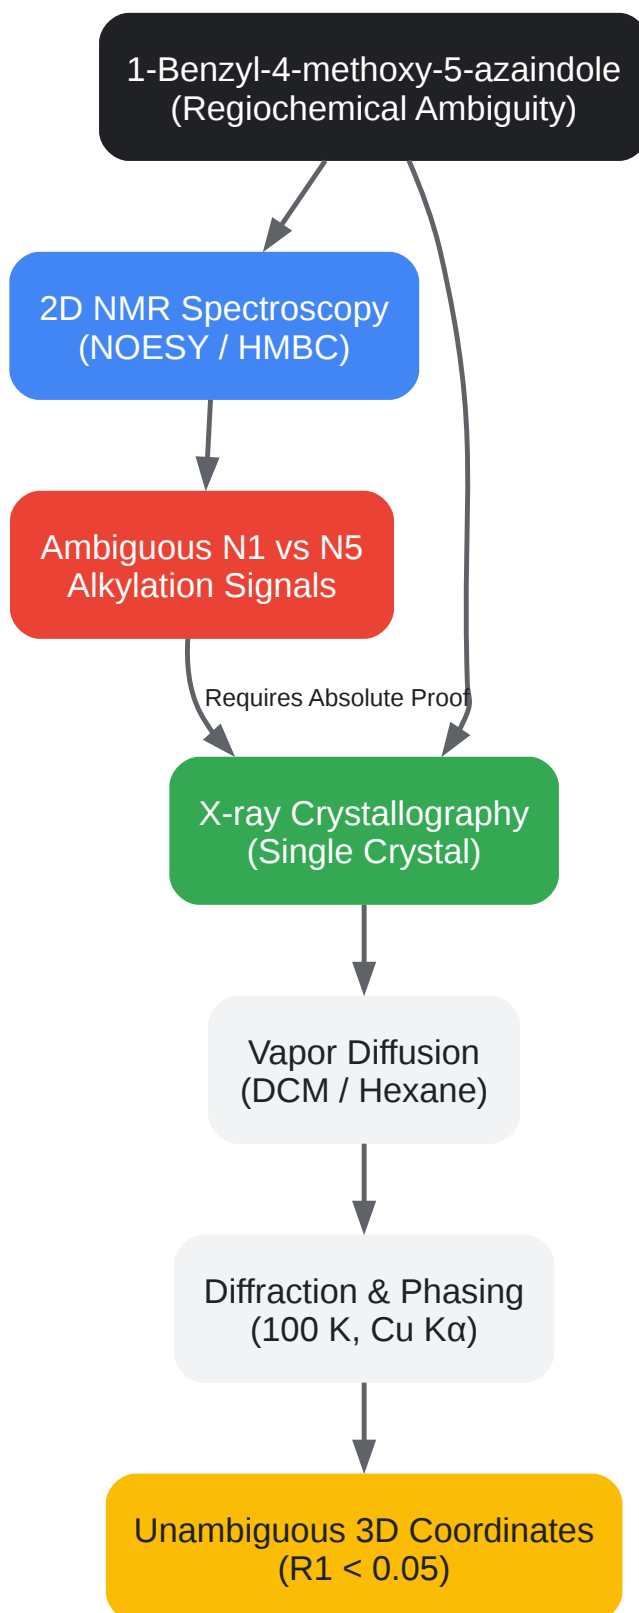 1-Benzyl-4-methoxy-5-azaindole
(Regiochemical Ambiguity)
2D NMR Spectroscopy
(NOESY / HMBC)
Ambiguous N1 vs N5
Alkylation Signals
Requires Absolute Proof
X-ray Crystallography
(Single Crystal)
Vapor Diffusion
(DCM / Hexane)
Diffraction & Phasing
(100 K, Cu Kα)
Unambiguous 3D Coordinates
(R1 < 0.05)